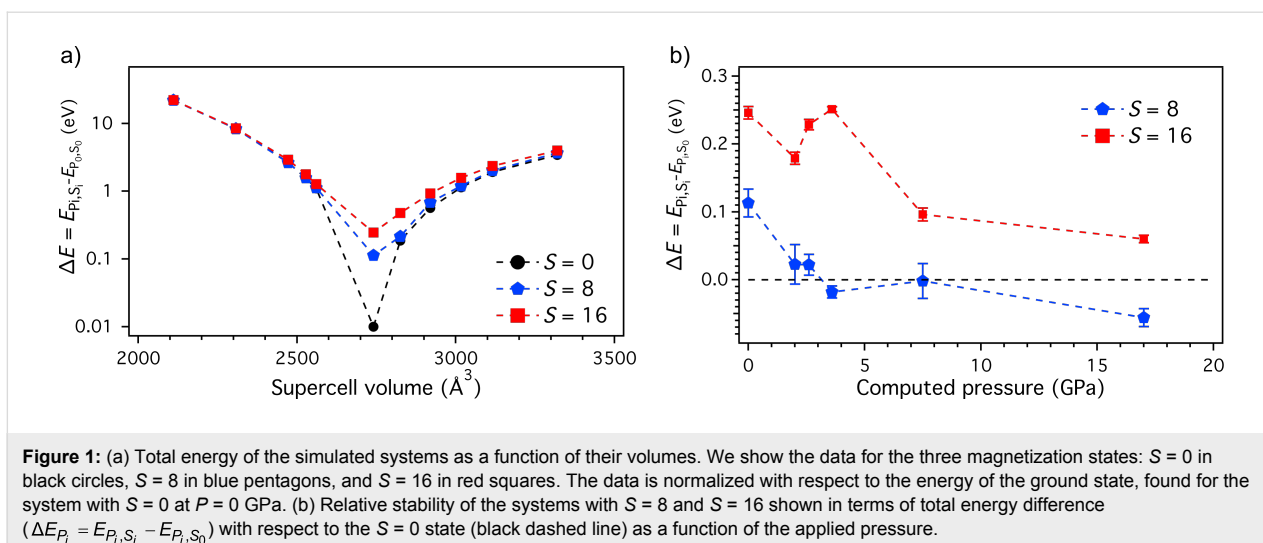 a)
ΔE = E_{Pi,S_i}-E_{P_0,S_0} (eV)
10
1
0.1
0.01
S = 0
S = 8
S = 16
2000 2500 3000 3500
Supercell volume (Å^3)
b)
ΔE = E_{Pi,S_i}-E_{P_i,S_0} (eV)
0.3
0.2
0.1
0.0
S = 8
S = 16
0 5 10 15 20
Computed pressure (GPa)
Figure 1: (a) Total energy of the simulated systems as a function of their volumes. We show the data for the three magnetization states: S = 0 in
black circles, S = 8 in blue pentagons, and S = 16 in red squares. The data is normalized with respect to the energy of the ground state, found for the
system with S = 0 at P = 0 GPa. (b) Relative stability of the systems with S = 8 and S = 16 shown in terms of total energy difference
(ΔE_{P_i} = E_{P_i,S_i} − E_{P_i,S_0}) with respect to the S = 0 state (black dashed line) as a function of the applied pressure.